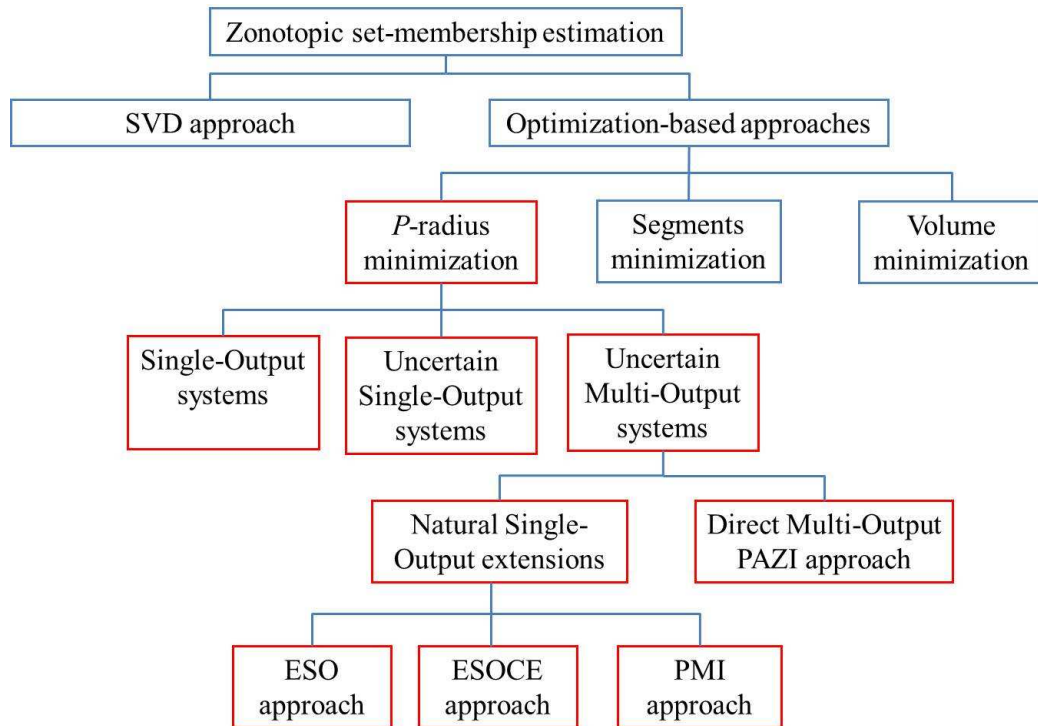 Zonotopic set-membership estimation
SVD approach
Optimization-based approaches
P-radius
minimization
Segments
minimization
Volume
minimization
Single-Output
systems
Uncertain
Single-Output
systems
Uncertain
Multi-Output
systems
Natural Single-
Output extensions
Direct Multi-Output
PAZI approach
ESO
approach
ESOCE
approach
PMI
approach